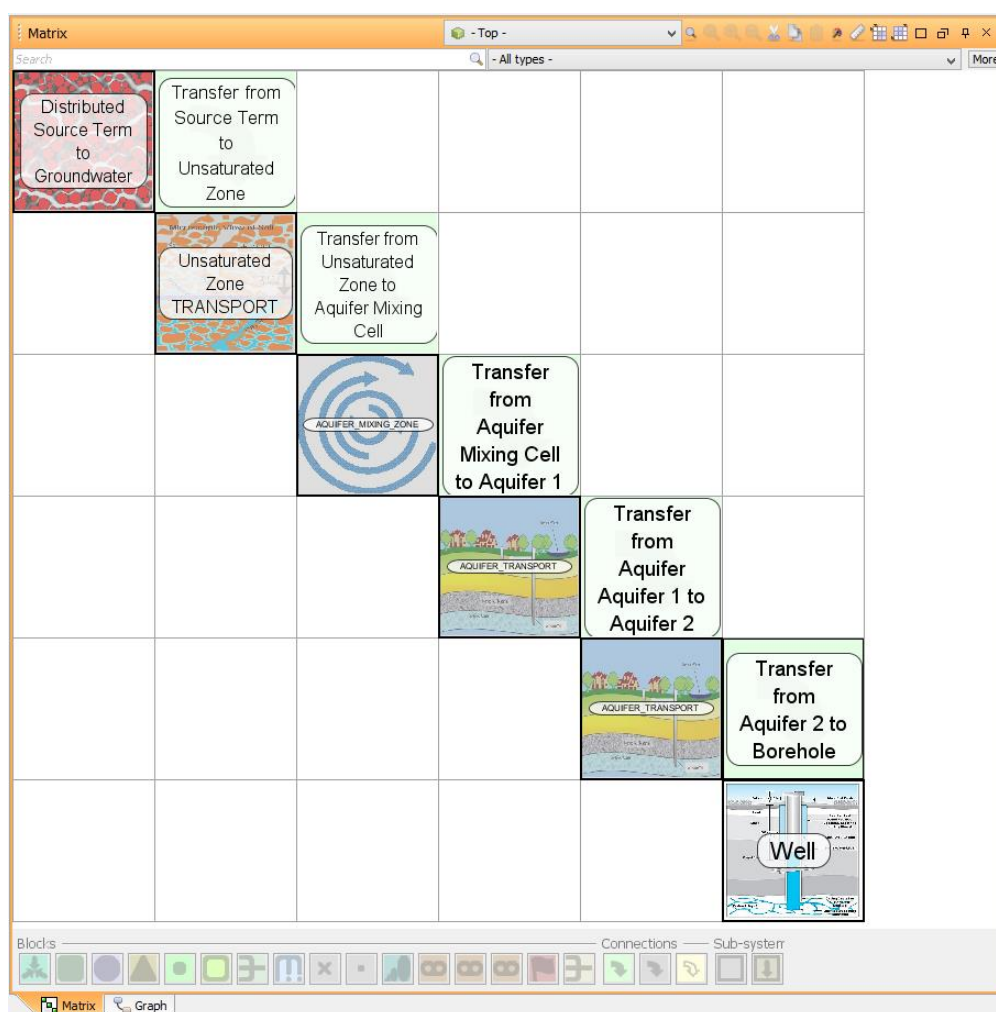 Matrix
- Top -
Search
- All types -
More
Distributed
Source Term
to
Groundwater
Transfer from
Source Term
to
Unsaturated
Zone
Unsaturated
Zone
TRANSPORT
Transfer from
Unsaturated
Zone to
Aquifer Mixing
Cell
AQUIFER_MIXING_ZONE
Transfer
from
Aquifer
Mixing Cell
to Aquifer 1
AQUIFER_TRANSPORT
Transfer
from
Aquifer
Aquifer 1 to
Aquifer 2
AQUIFER_TRANSPORT
Transfer
from
Aquifer 2 to
Borehole
Well
Blocks
Connections
Sub-system
Matrix
Graph